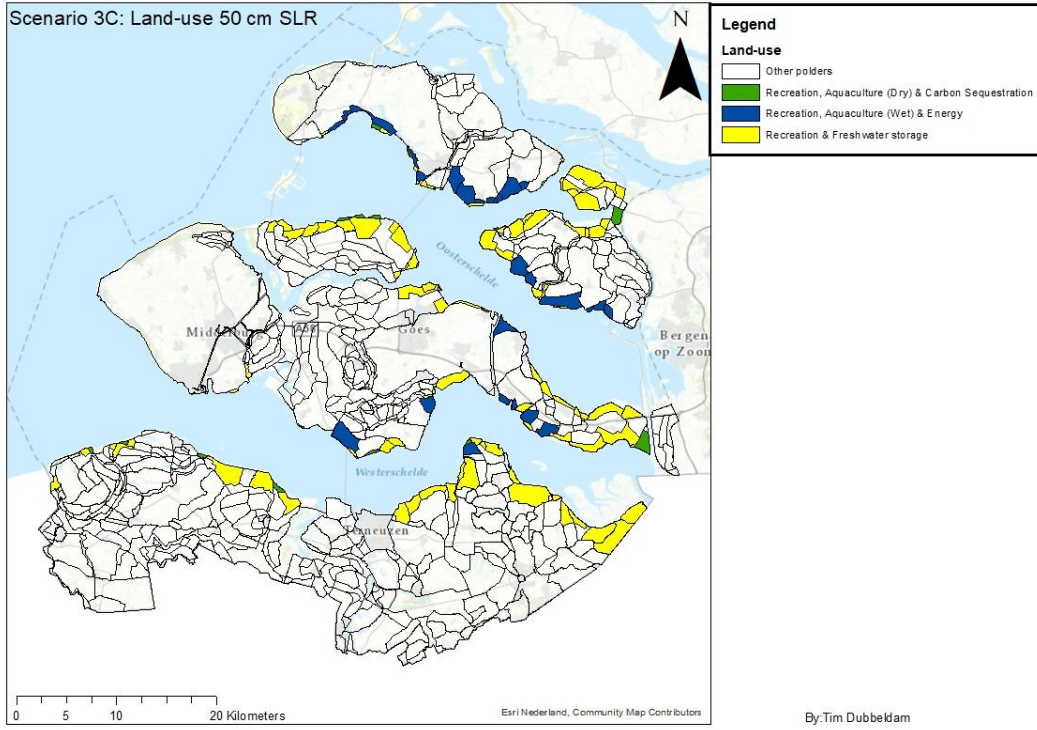 Scenario 3C: Land-use 50 cm SLR
N
Legend
Land-use
Other polders
Recreation, Aquaculture (Dry) & Carbon Sequestration
Recreation, Aquaculture (Wet) & Energy
Recreation & Freshwater storage
Oosterschelde
A58
Goes
Bergen
op Zoom
Westerschelde
Terneuzen
0 5 10 20 Kilometers
Esri Nederland, Community Map Contributors
By:Tim Dubbeldam